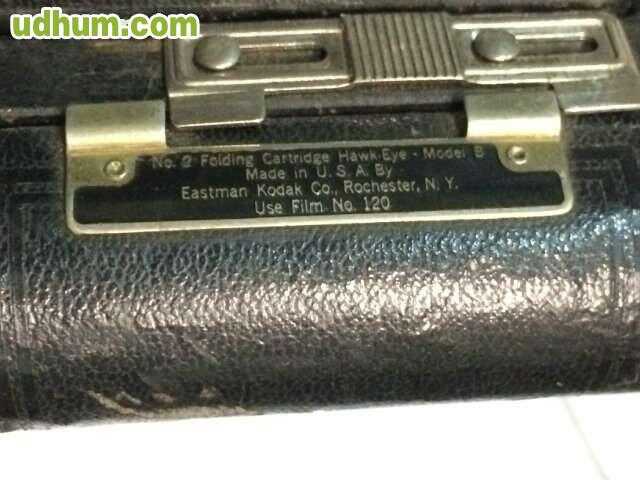 udhum.com
No. 2 Folding Cartridge Hawk-Eye - Model B
Made in U. S. A. By
Eastman Kodak Co., Rochester, N. Y.
Use Film No. 120